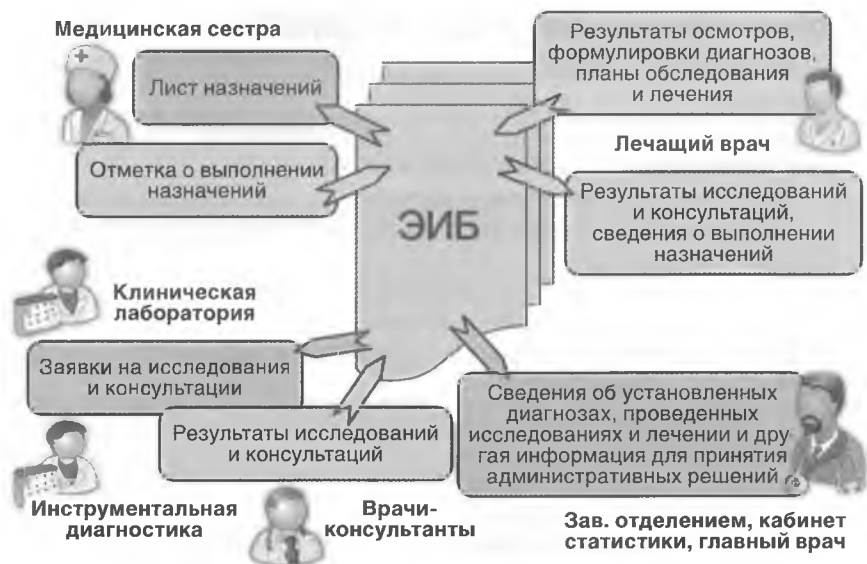 Медицинская сестра
Лист назначений
Отметка о выполнении
назначений
Результаты осмотров,
формулировки диагнозов,
планы обследования
и лечения
Лечащий врач
Результаты исследований
и консультаций,
сведения о выполнении
назначений
ЭИБ
Клиническая
лаборатория
Заявки на исследования
и консультации
Результаты исследований
и консультаций
Инструментальная
диагностика
Врачи-
консультанты
Сведения об установленных
диагнозах, проведенных
исследованиях и лечении и дру
гая информация для принятия
административных решений
Зав. отделением, кабинет
статистики, главный врач